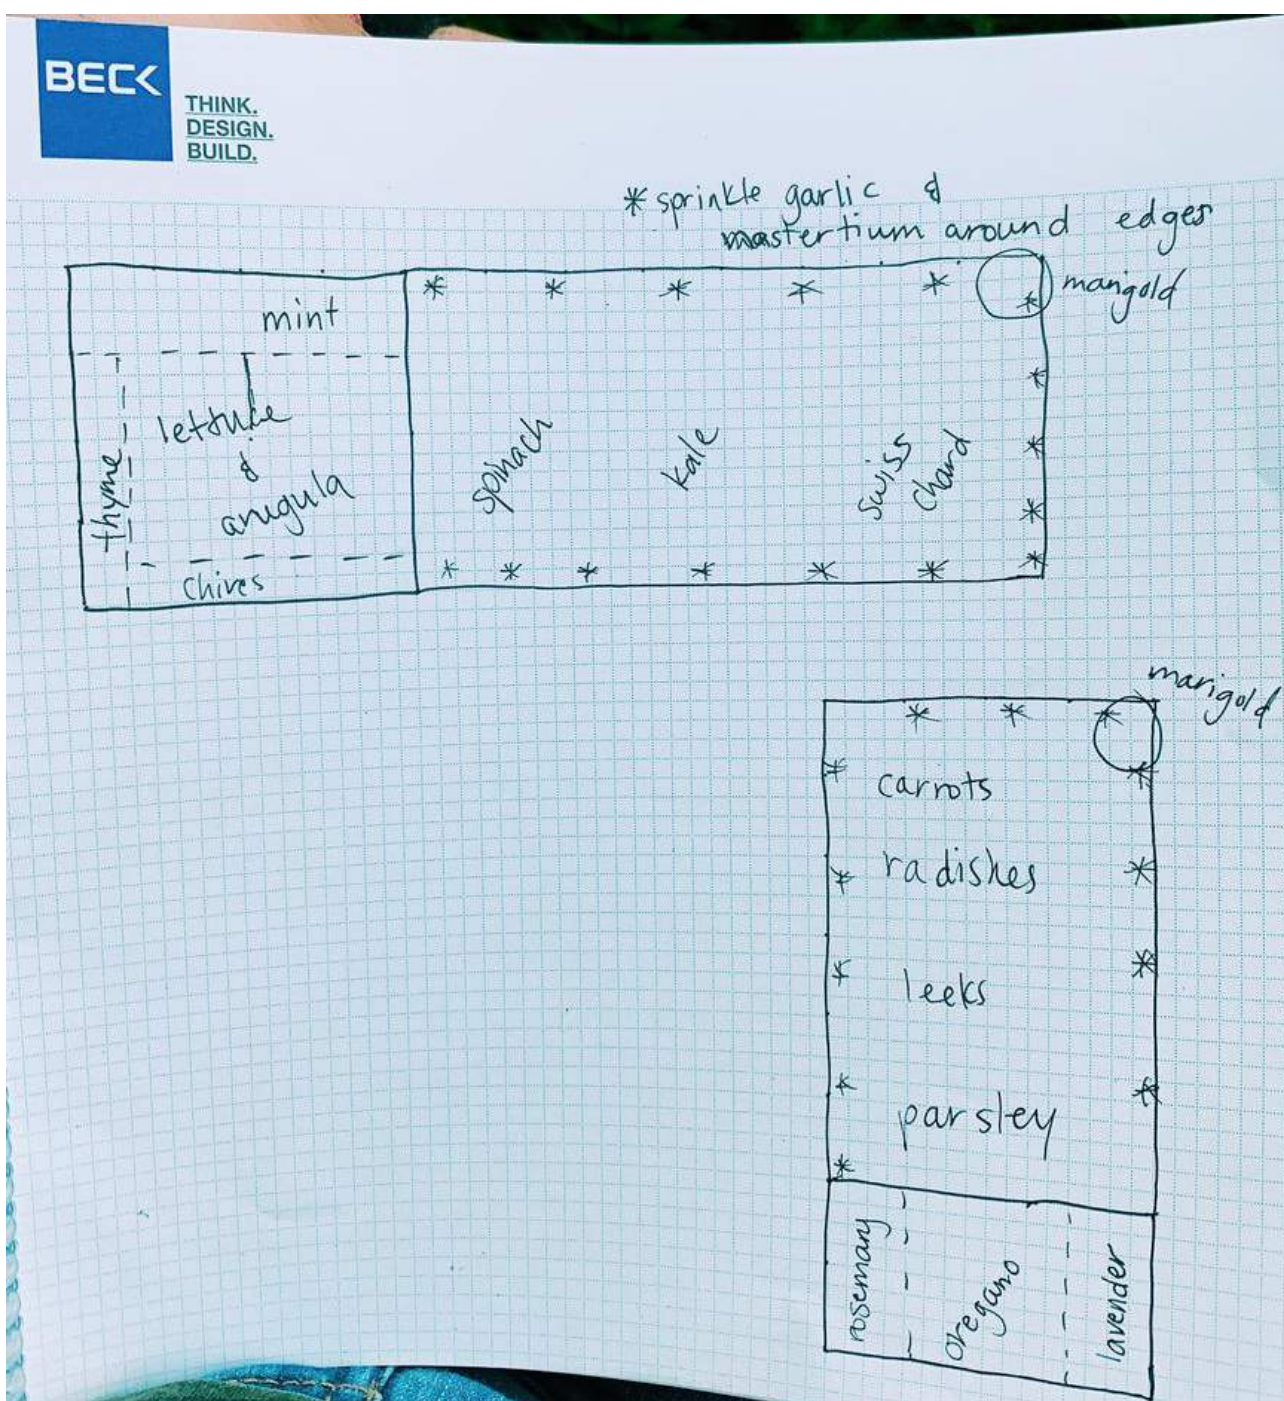 BECK
THINK.
DESIGN.
BUILD.
* sprinkle garlic &
mastertium around edges
marigold
mint
thyme
lettuce
&
arugula
chives
spinach
kale
swiss
chard
marigold
carrots
radishes
leeks
parsley
rosemary
oregano
lavender